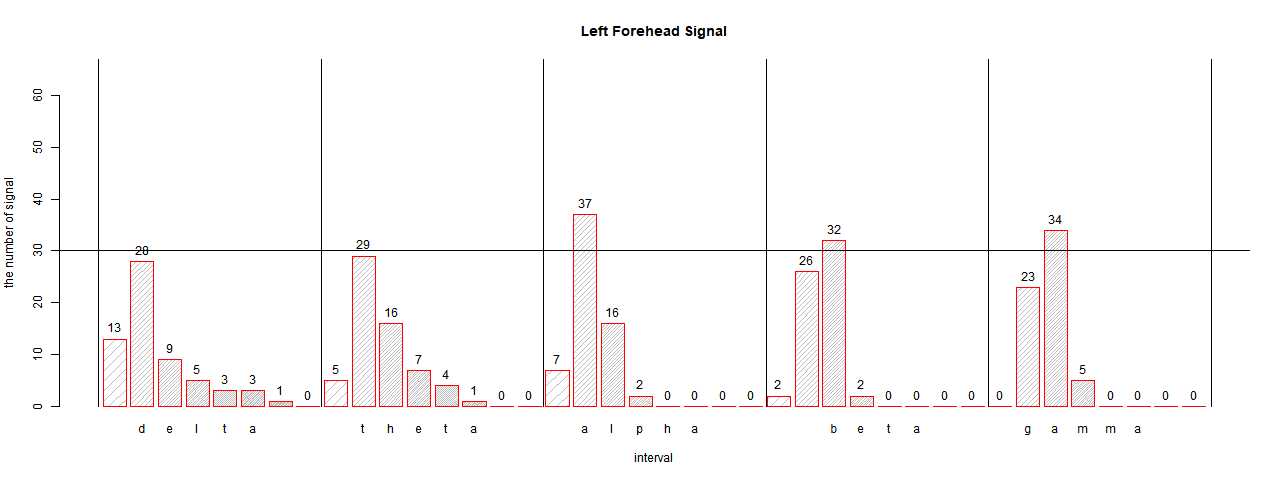 Left Forehead Signal
the number of signal
60
50
40
30
20
10
0
13 28 9 5 3 3 1 0
5 29 16 7 4 1 0 0
7 37 16 2 0 0 0 0
2 26 32 2 0 0 0 0
0 23 34 5 0 0 0 0
d e l t a t h e t a a l p h a b e t a g a m m a
interval